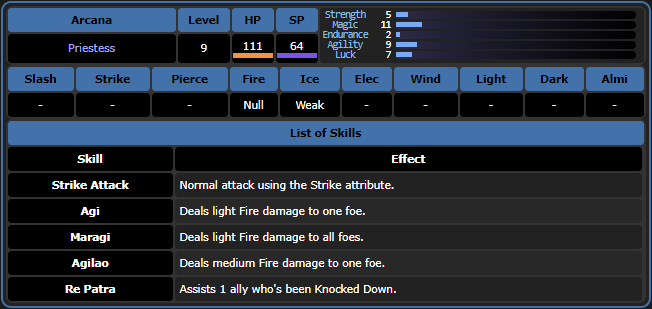 Arcana Level HP SP
Priestess 9 111 64
Strength 5
Magic 11
Endurance 2
Agility 9
Luck 7
Slash Strike Pierce Fire Ice Elec Wind Light Dark Almi
- - - Null Weak - - - - -
List of Skills
Skill Effect
Strike Attack Normal attack using the Strike attribute.
Agi Deals light Fire damage to one foe.
Maragi Deals light Fire damage to all foes.
Agilao Deals medium Fire damage to one foe.
Re Patra Assists 1 ally who's been Knocked Down.